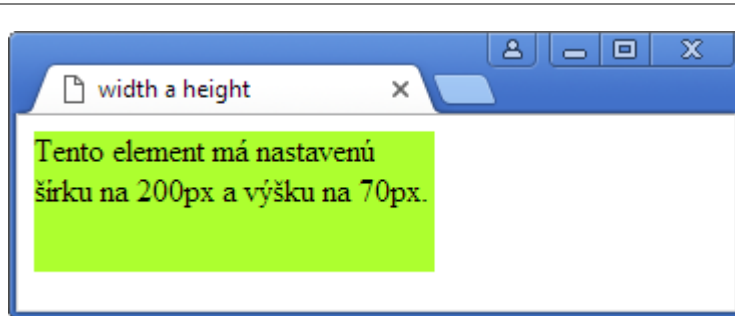 width a height
Tento element má nastavenú
šírku na 200px a výšku na 70px.